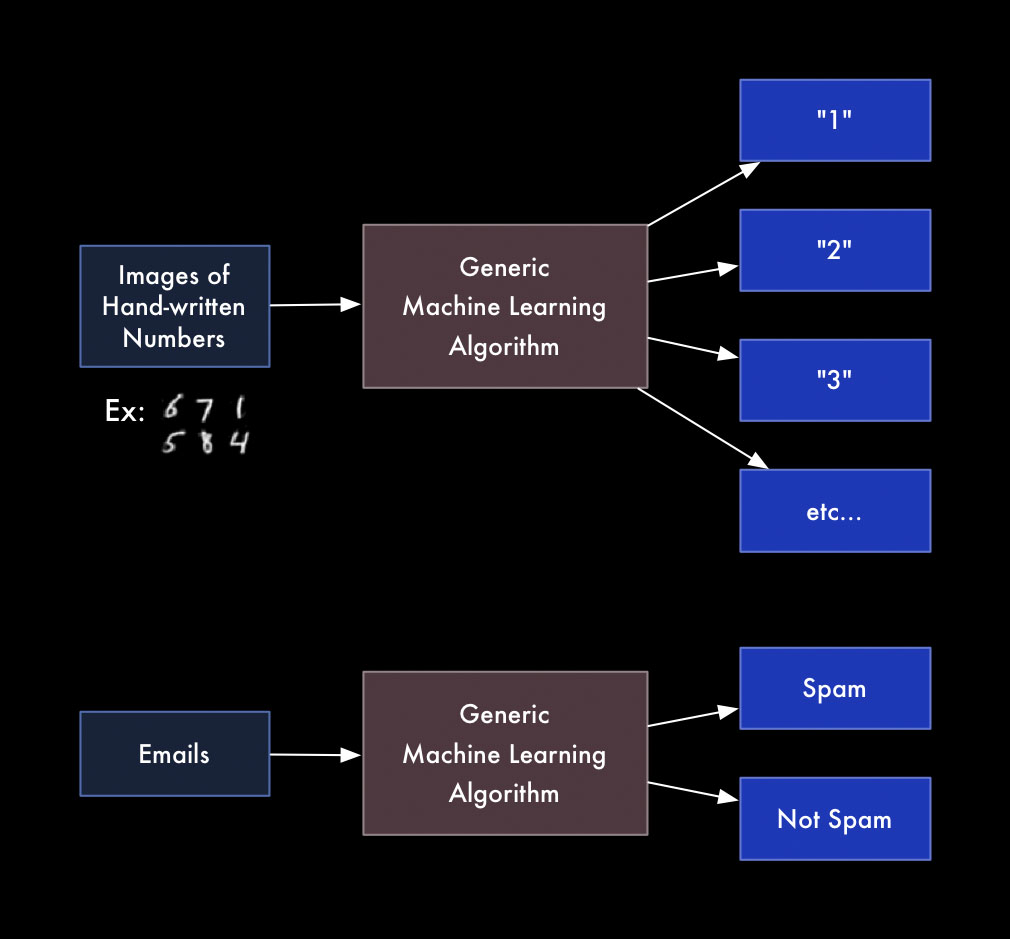 "1"
"2"
Images of
Hand-written
Numbers
Generic
Machine Learning
Algorithm
"3"
Ex: 6 7 1
5 8 4
etc...
Spam
Emails
Generic
Machine Learning
Algorithm
Not Spam